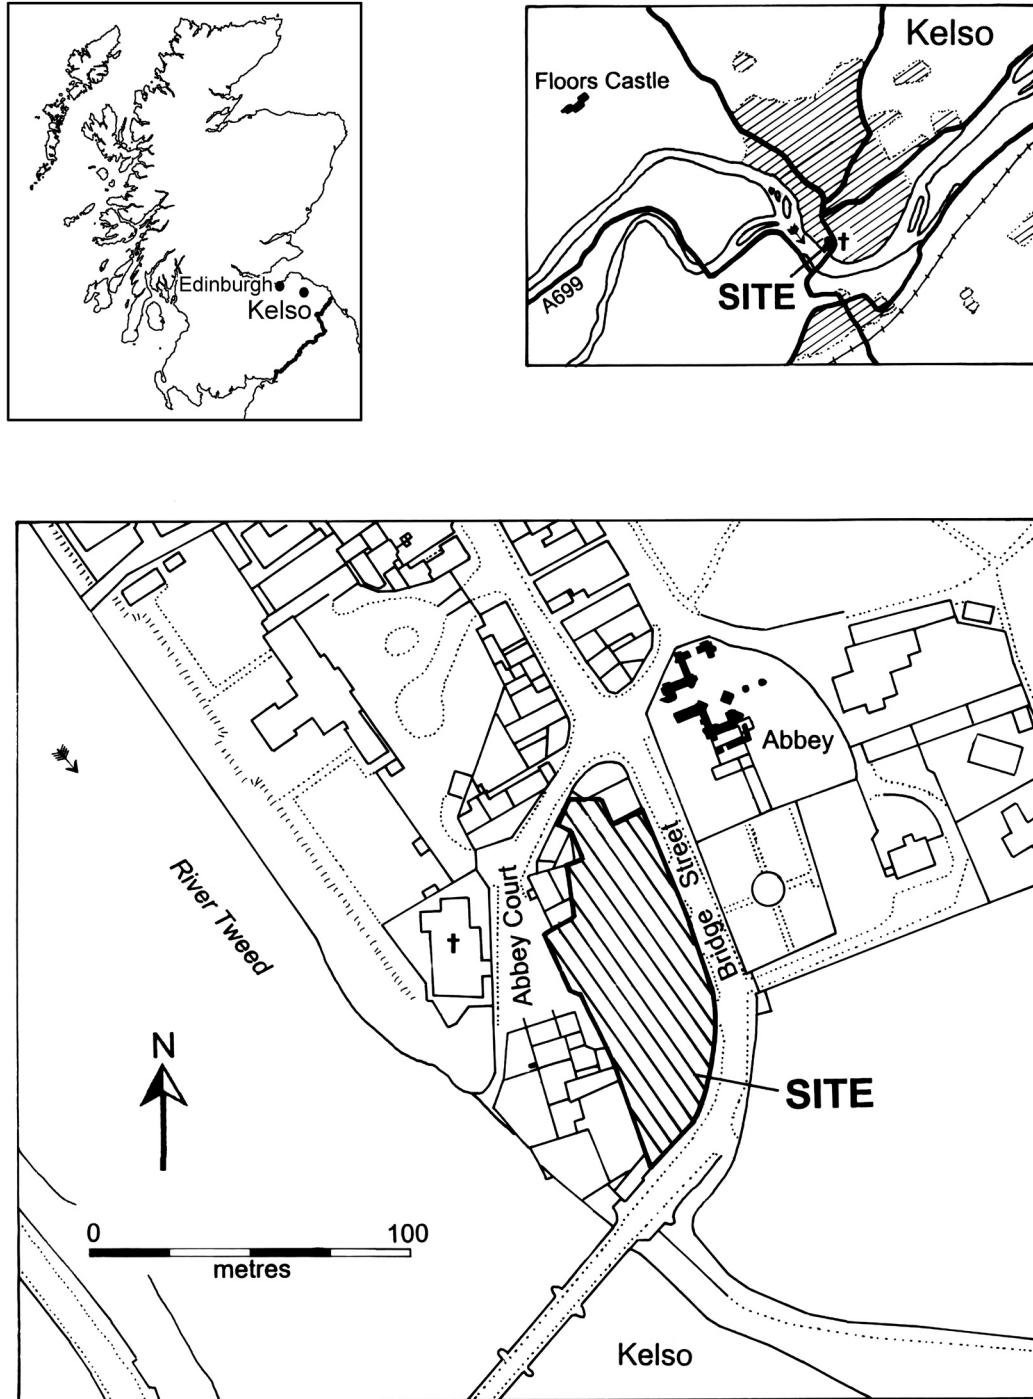 Edinburgh
Kelso
Kelso
Floors Castle
A699
SITE
Abbey
Bridge Street
Abbey Court
River Tweed
N
SITE
0 100
metres
Kelso